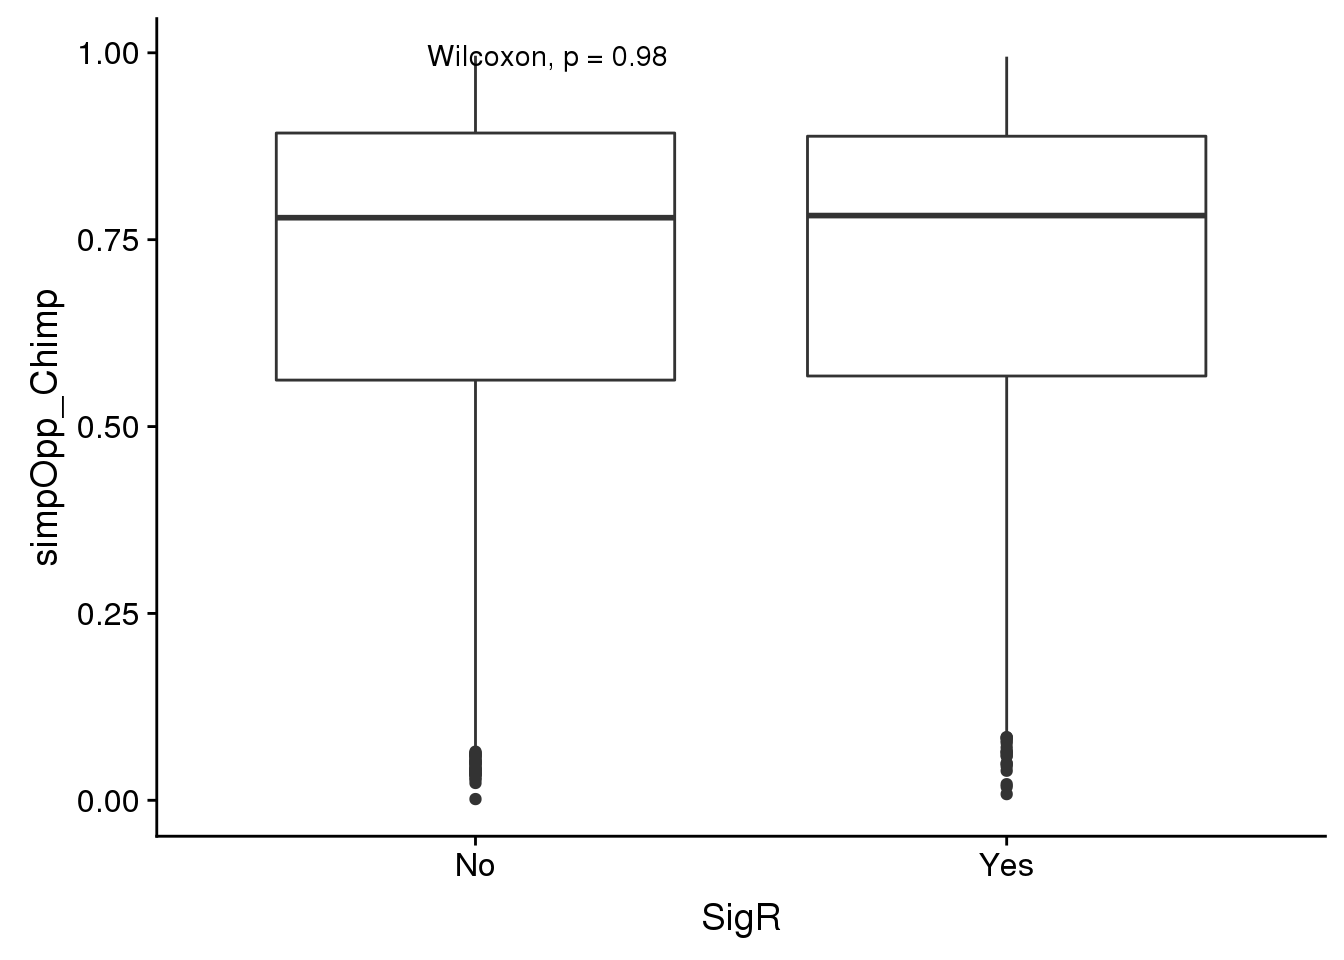 Wilcoxon, p = 0.98
1.00
0.75
0.50
0.25
0.00
simpOpp_Chimp
No
Yes
SigR